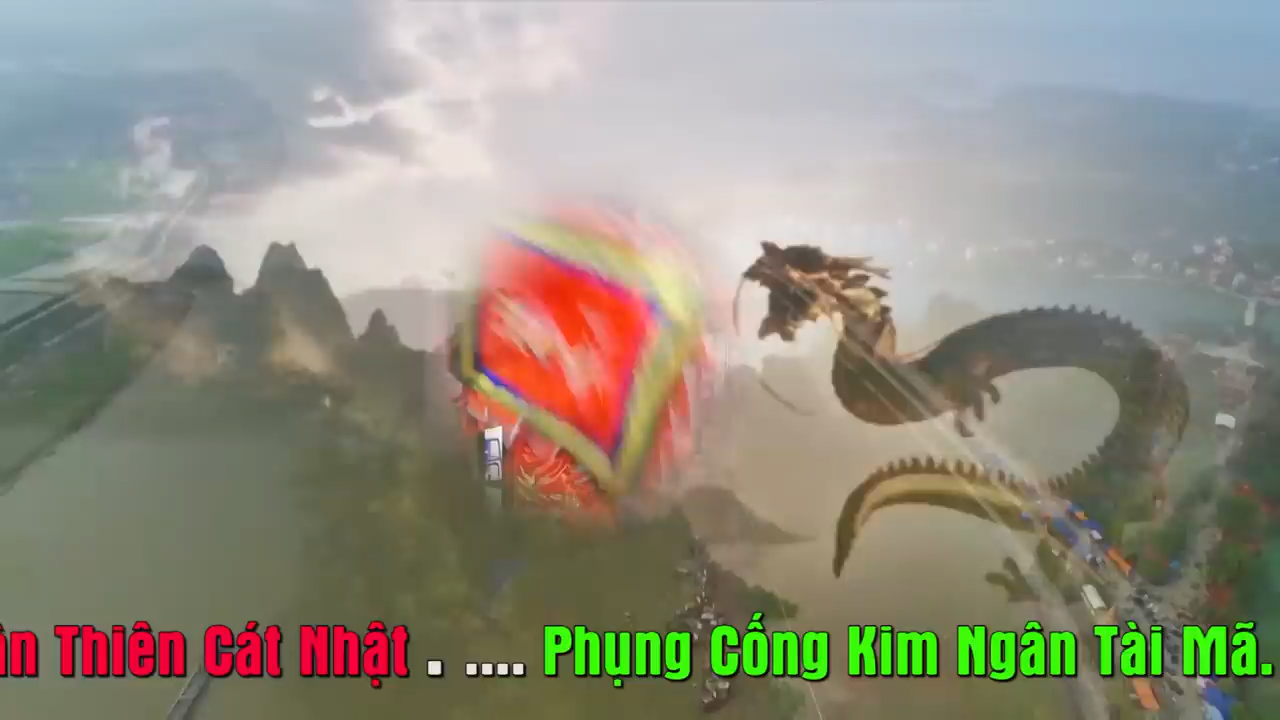 Thiên Cát Nhật . .... Phụng Cống Kim Ngân Tài Mã.